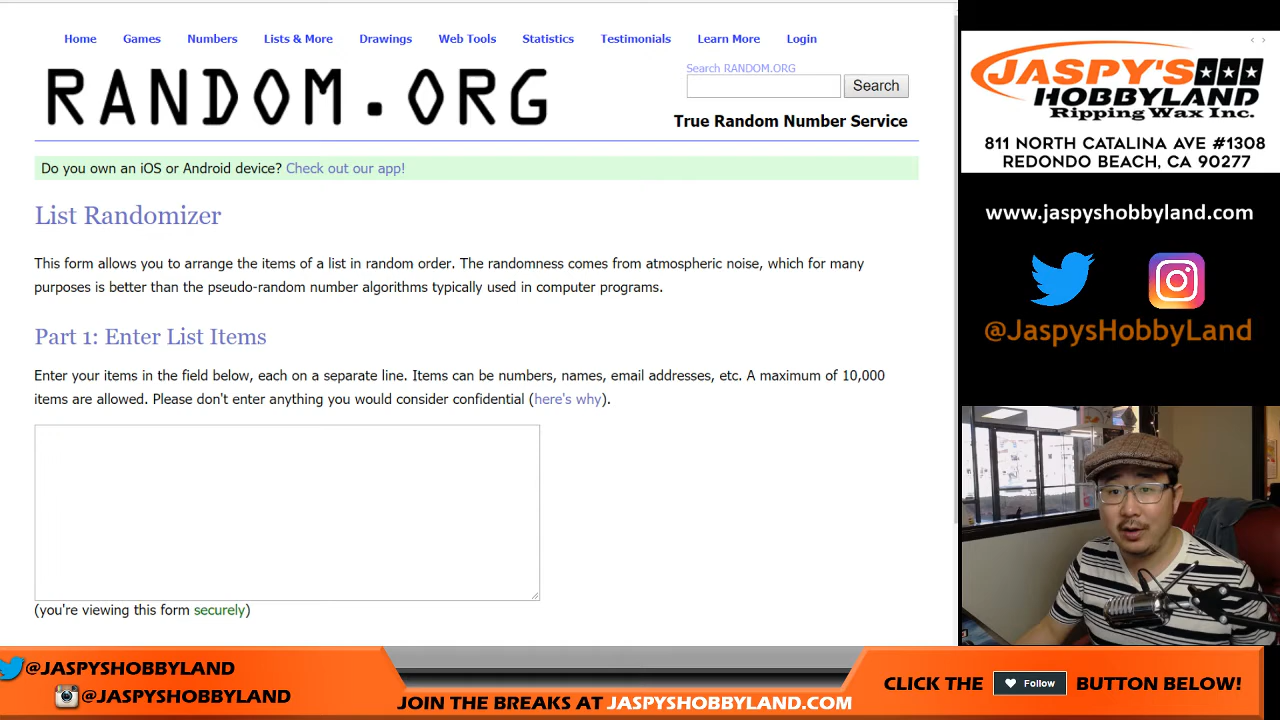 Home Games Numbers Lists & More Drawings Web Tools Statistics Testimonials Learn More Login
RANDOM.ORG
Search RANDOM.ORG
Search
True Random Number Service
Do you own an iOS or Android device? Check out our app!
List Randomizer
This form allows you to arrange the items of a list in random order. The randomness comes from atmospheric noise, which for many
purposes is better than the pseudo-random number algorithms typically used in computer programs.
Part 1: Enter List Items
Enter your items in the field below, each on a separate line. Items can be numbers, names, email addresses, etc. A maximum of 10,000
items are allowed. Please don't enter anything you would consider confidential (here's why).
(you're viewing this form securely)
JASPY'S
HOBBYLAND
Ripping Wax Inc.
811 NORTH CATALINA AVE #1308
REDONDO BEACH, CA 90277
www.jaspyshobbyland.com
@JaspysHobbyLand
@JASPYSHOBBYLAND
@JASPYSHOBBYLAND
JOIN THE BREAKS AT JASPYSHOBBYLAND.COM
CLICK THE Follow BUTTON BELOW!